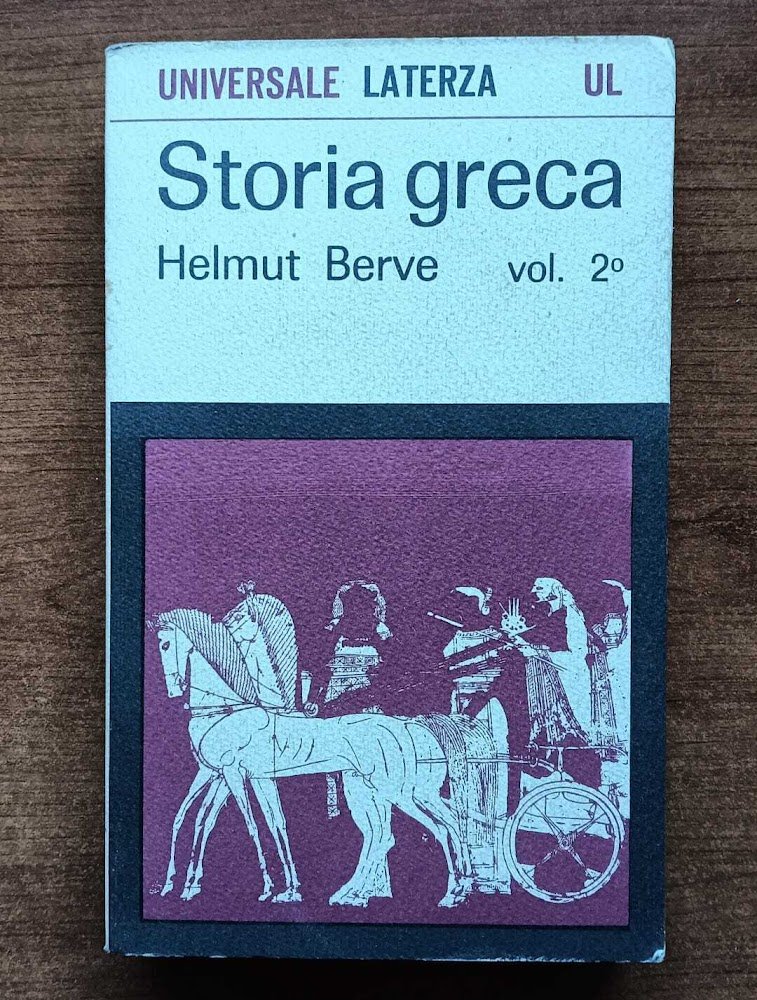 UNIVERSALE LATERZA UL
Storia greca
Helmut Berve vol. 2º